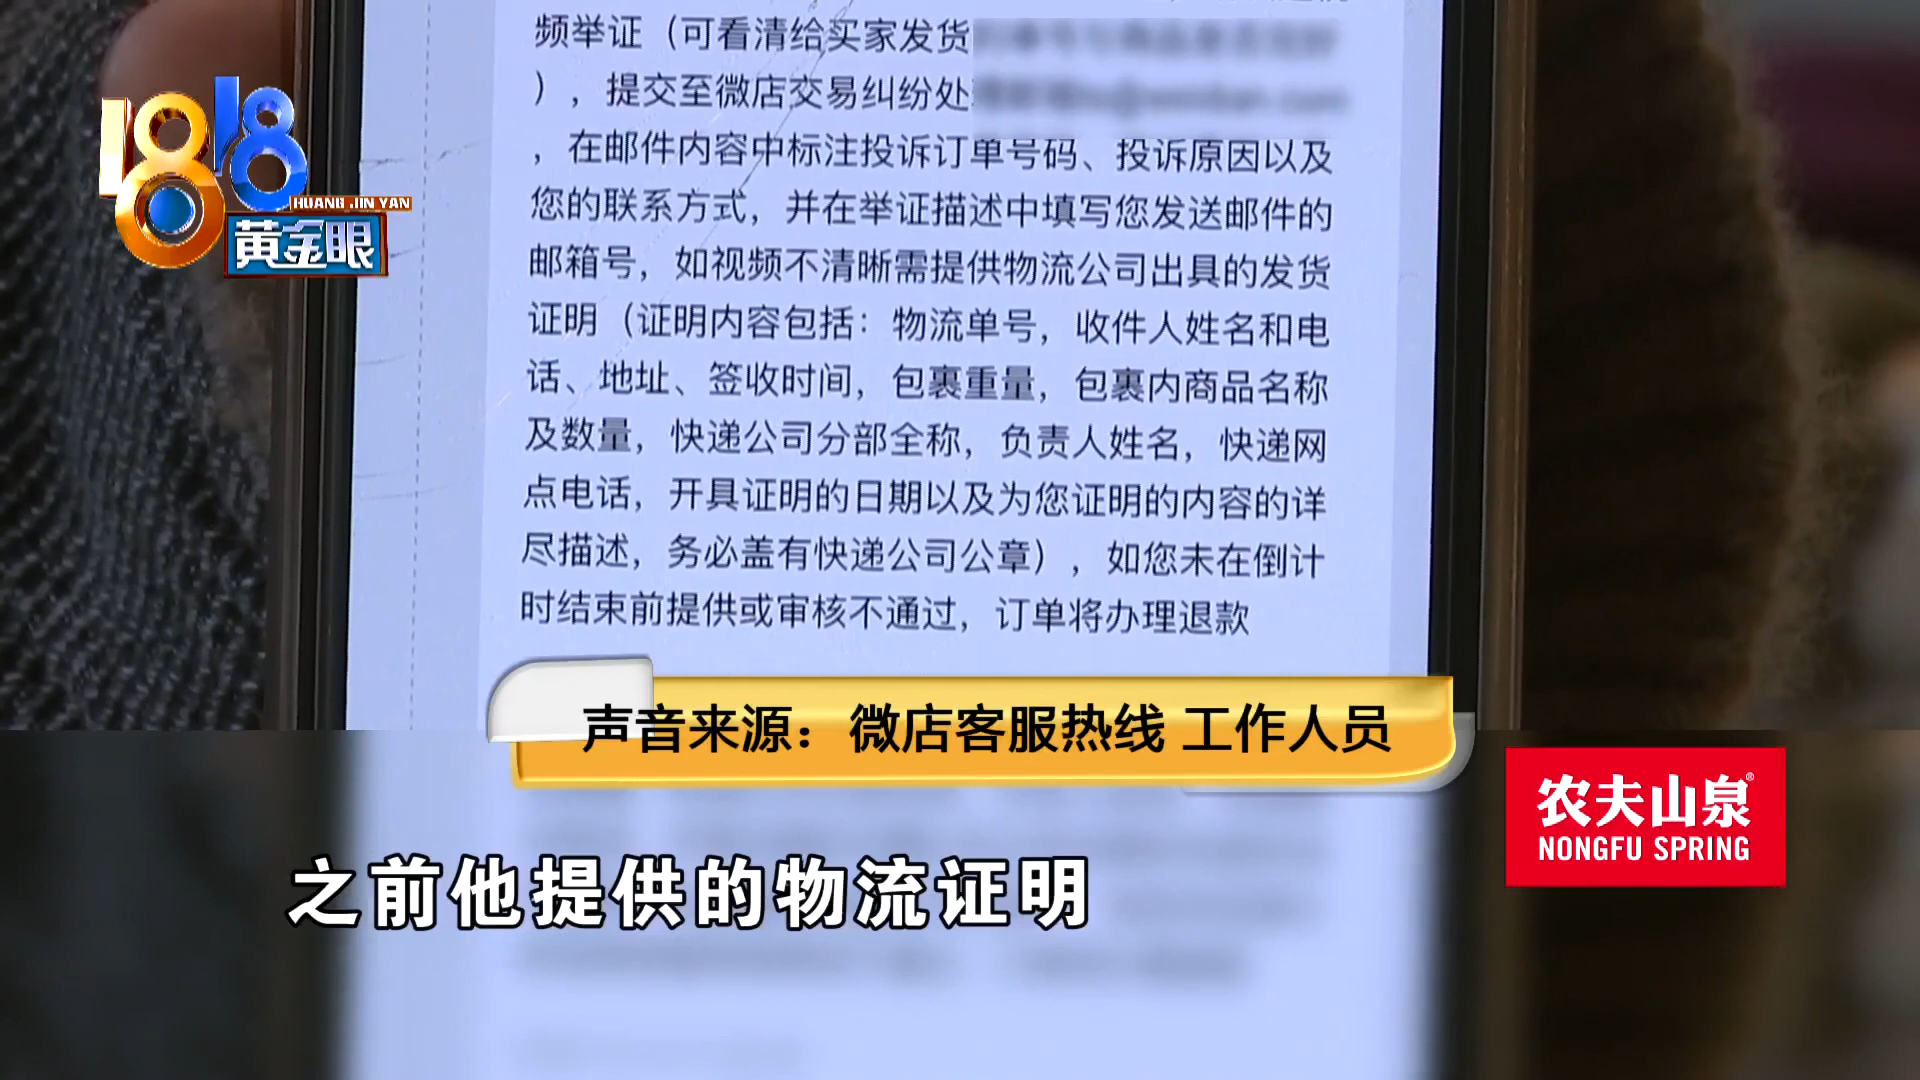 频举证（可看清给买家发货
），提交至微店交易纠纷处
，在邮件内容中标注投诉订单号码、投诉原因以及
您的联系方式，并在举证描述中填写您发送邮件的
邮箱号，如视频不清晰需提供物流公司出具的发货
证明（证明内容包括：物流单号，收件人姓名和电
话、地址、签收时间，包裹重量，包裹内商品名称
及数量，快递公司分部全称，负责人姓名，快递网
点电话，开具证明的日期以及为您证明的内容的详
尽描述，务必盖有快递公司公章），如您未在倒计
时结束前提供或审核不通过，订单将办理退款
1818
HUANG JIN YAN
黄金眼
声音来源：微店客服热线 工作人员
农夫山泉®
NONGFU SPRING
之前他提供的物流证明